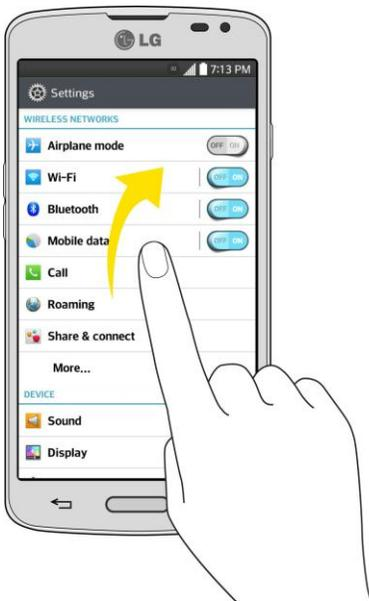 LG
7:13 PM
Settings
WIRELESS NETWORKS
Airplane mode
OFF ON
Wi-Fi
OFF ON
Bluetooth
OFF ON
Mobile data
OFF ON
Call
Roaming
Share & connect
More...
DEVICE
Sound
Display